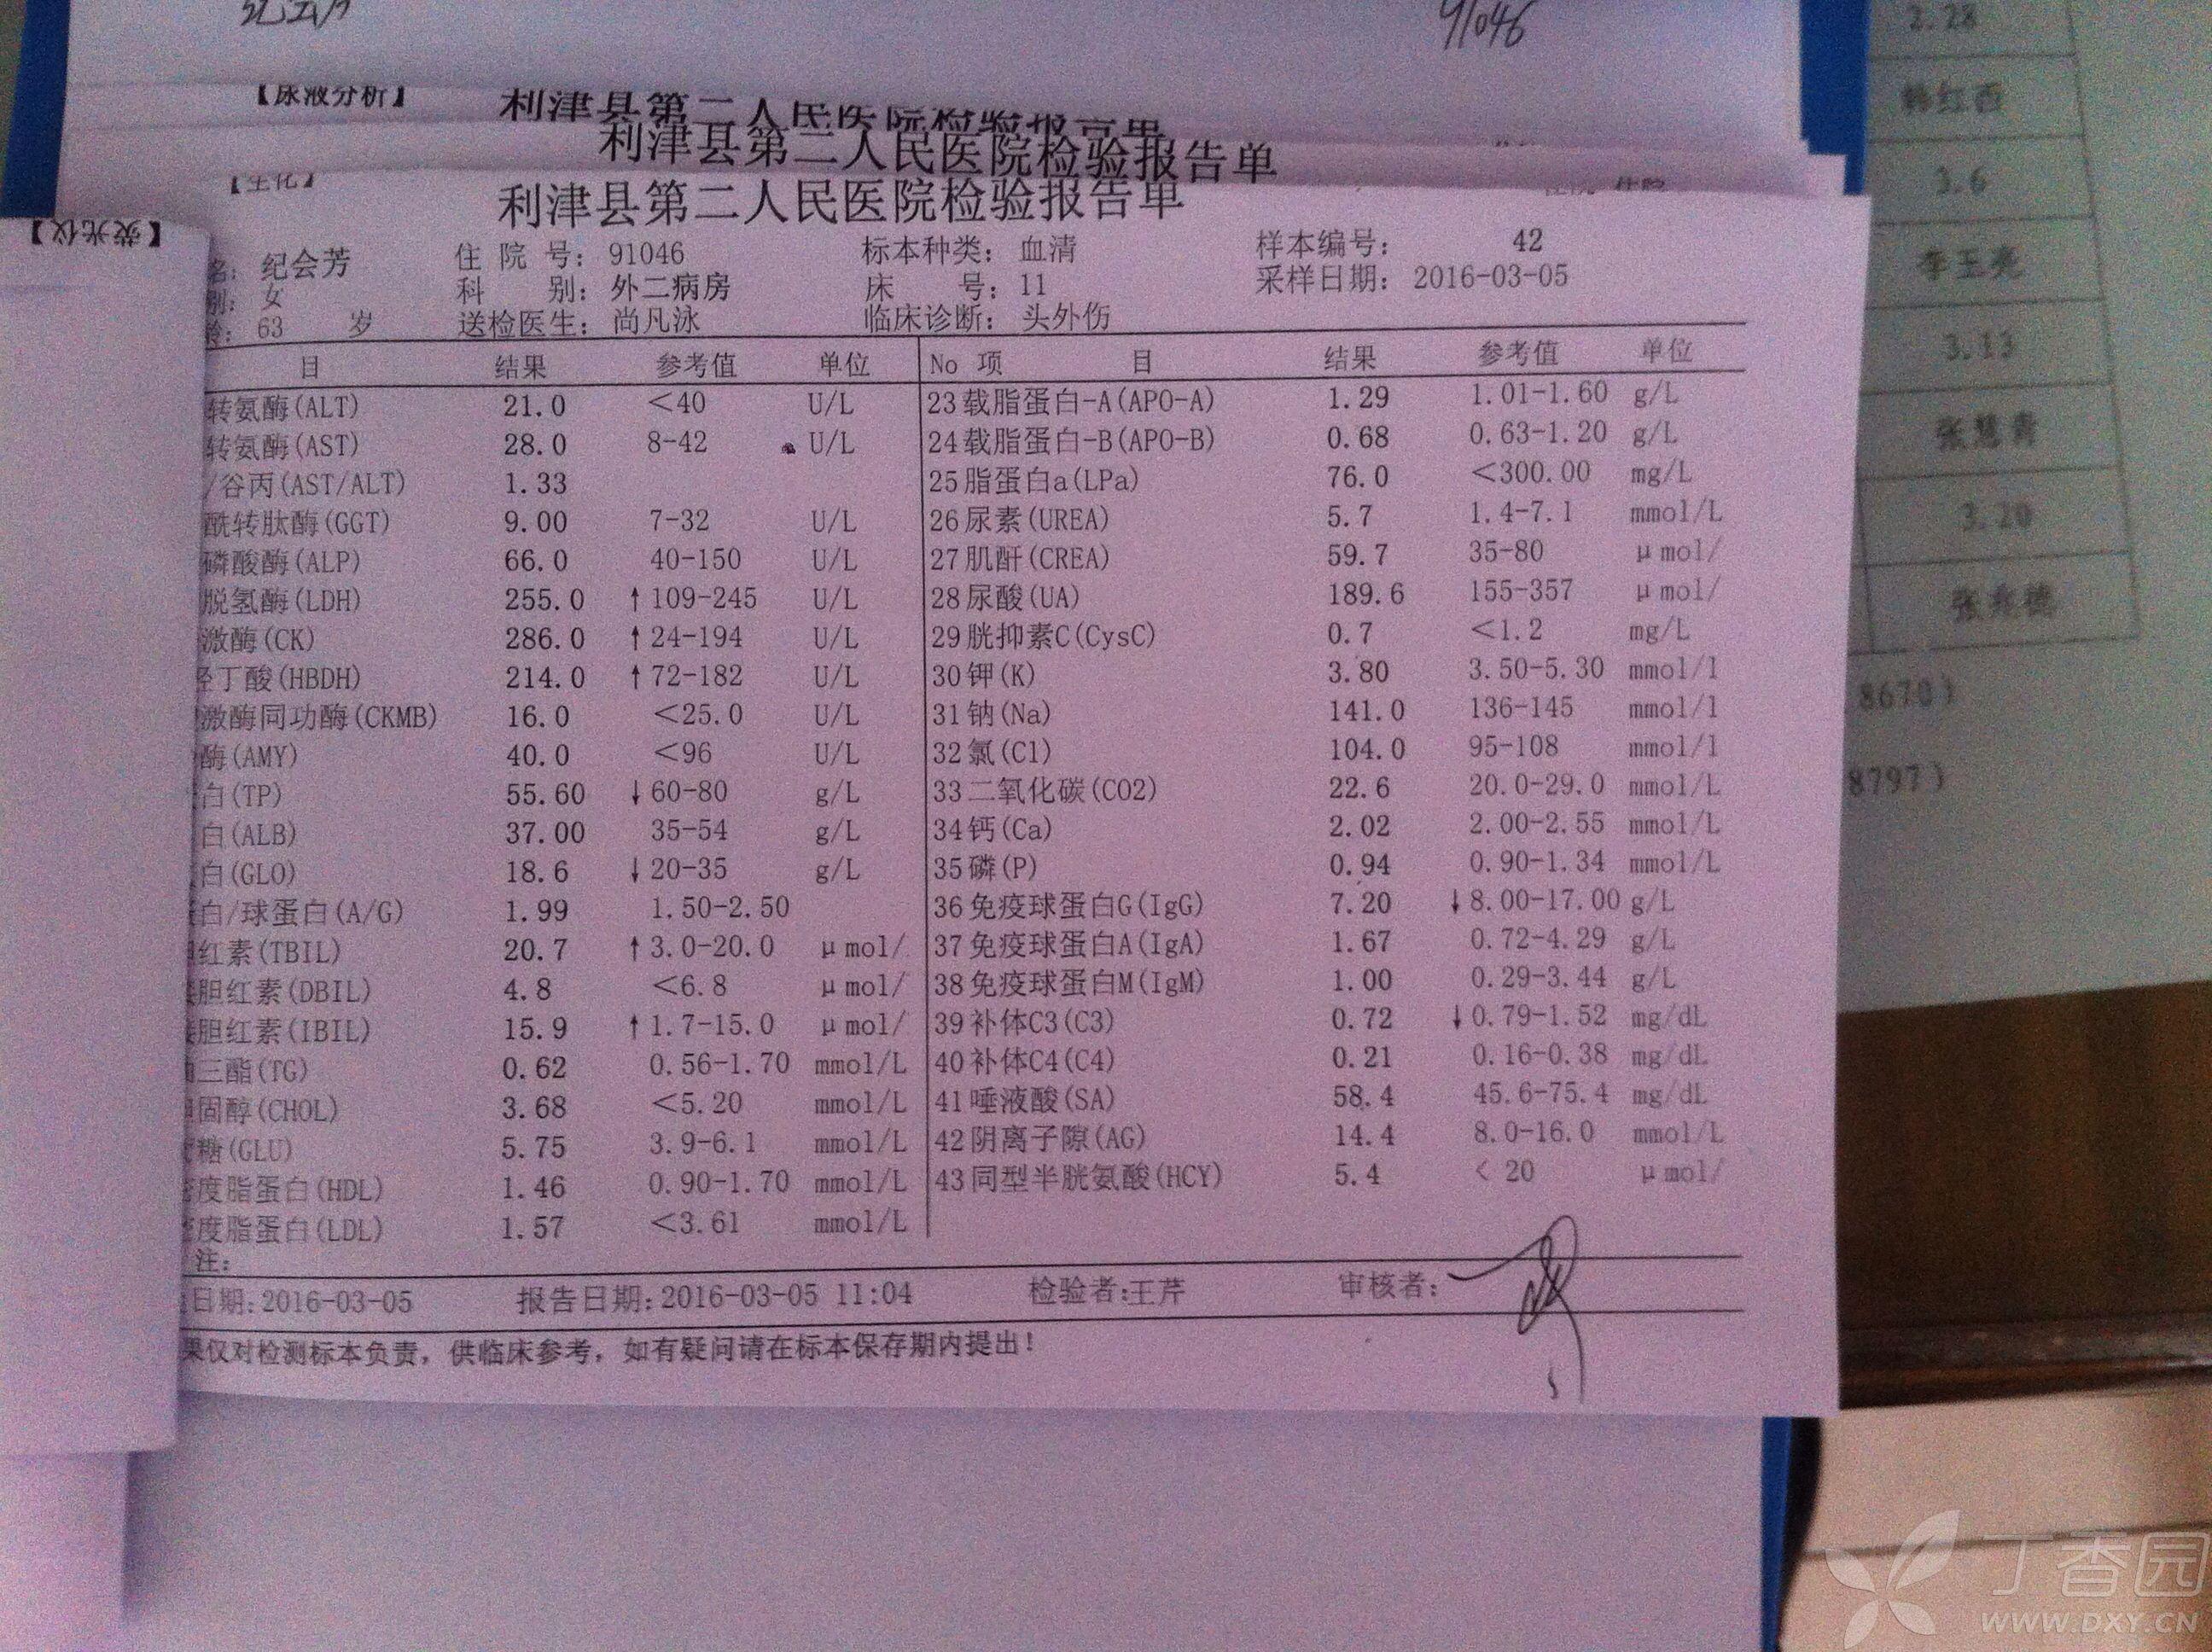 91046
【尿液分析】
利津县第二人民医院检验报告单
利津县第二人民医院检验报告单
【生化】
利津县第二人民医院检验报告单
【荧光仪】
名: 纪会芳 住 院 号: 91046 标本种类: 血清 样本编号: 42
别: 女 科 别: 外二病房 床 号: 11 采样日期: 2016-03-05
龄: 63 岁 送检医生: 尚凡泳 临床诊断: 头外伤
目 结果 参考值 单位 No 项 目 结果 参考值 单位
转氨酶(ALT) 21.0 <40 U/L 23 载脂蛋白-A(APO-A) 1.29 1.01-1.60 g/L
转氨酶(AST) 28.0 8-42 U/L 24 载脂蛋白-B(APO-B) 0.68 0.63-1.20 g/L
/谷丙(AST/ALT) 1.33 25 脂蛋白a(LPa) 76.0 <300.00 mg/L
酰转肽酶(GGT) 9.00 7-32 U/L 26 尿素(UREA) 5.7 1.4-7.1 mmol/L
磷酸酶(ALP) 66.0 40-150 U/L 27 肌酐(CREA) 59.7 35-80 μmol/
脱氢酶(LDH) 255.0 ↑ 109-245 U/L 28 尿酸(UA) 189.6 155-357 μmol/
激酶(CK) 286.0 ↑ 24-194 U/L 29 胱抑素C(CysC) 0.7 <1.2 mg/L
丁酸(HBDH) 214.0 ↑ 72-182 U/L 30 钾(K) 3.80 3.50-5.30 mmol/l
激酶同功酶(CKMB) 16.0 <25.0 U/L 31 钠(Na) 141.0 136-145 mmol/l
酶(AMY) 40.0 <96 U/L 32 氯(Cl) 104.0 95-108 mmol/l
白(TP) 55.60 ↓ 60-80 g/L 33 二氧化碳(CO2) 22.6 20.0-29.0 mmol/L
白(ALB) 37.00 35-54 g/L 34 钙(Ca) 2.02 2.00-2.55 mmol/L
白(GLO) 18.6 ↓ 20-35 g/L 35 磷(P) 0.94 0.90-1.34 mmol/L
白/球蛋白(A/G) 1.99 1.50-2.50 36 免疫球蛋白G(IgG) 7.20 ↓ 8.00-17.00 g/L
红素(TBIL) 20.7 ↑ 3.0-20.0 μmol/ 37 免疫球蛋白A(IgA) 1.67 0.72-4.29 g/L
胆红素(DBIL) 4.8 <6.8 μmol/ 38 免疫球蛋白M(IgM) 1.00 0.29-3.44 g/L
胆红素(IBIL) 15.9 ↑ 1.7-15.0 μmol/ 39 补体C3(C3) 0.72 ↓ 0.79-1.52 mg/dL
三酯(TG) 0.62 0.56-1.70 mmol/L 40 补体C4(C4) 0.21 0.16-0.38 mg/dL
固醇(CHOL) 3.68 <5.20 mmol/L 41 唾液酸(SA) 58.4 45.6-75.4 mg/dL
糖(GLU) 5.75 3.9-6.1 mmol/L 42 阴离子隙(AG) 14.4 8.0-16.0 mmol/L
度脂蛋白(HDL) 1.46 0.90-1.70 mmol/L 43 同型半胱氨酸(HCY) 5.4 < 20 μmol/
度脂蛋白(LDL) 1.57 <3.61 mmol/L
注:
日期:2016-03-05 报告日期:2016-03-05 11:04 检验者:王芹 审核者:
果仅对检测标本负责, 供临床参考, 如有疑问请在标本保存期内提出!
2.28
韩红西
3.6
李玉亮
3.13
张慧青
3.20
张兆德
8670)
8797)
丁香园
WWW.DXY.CN